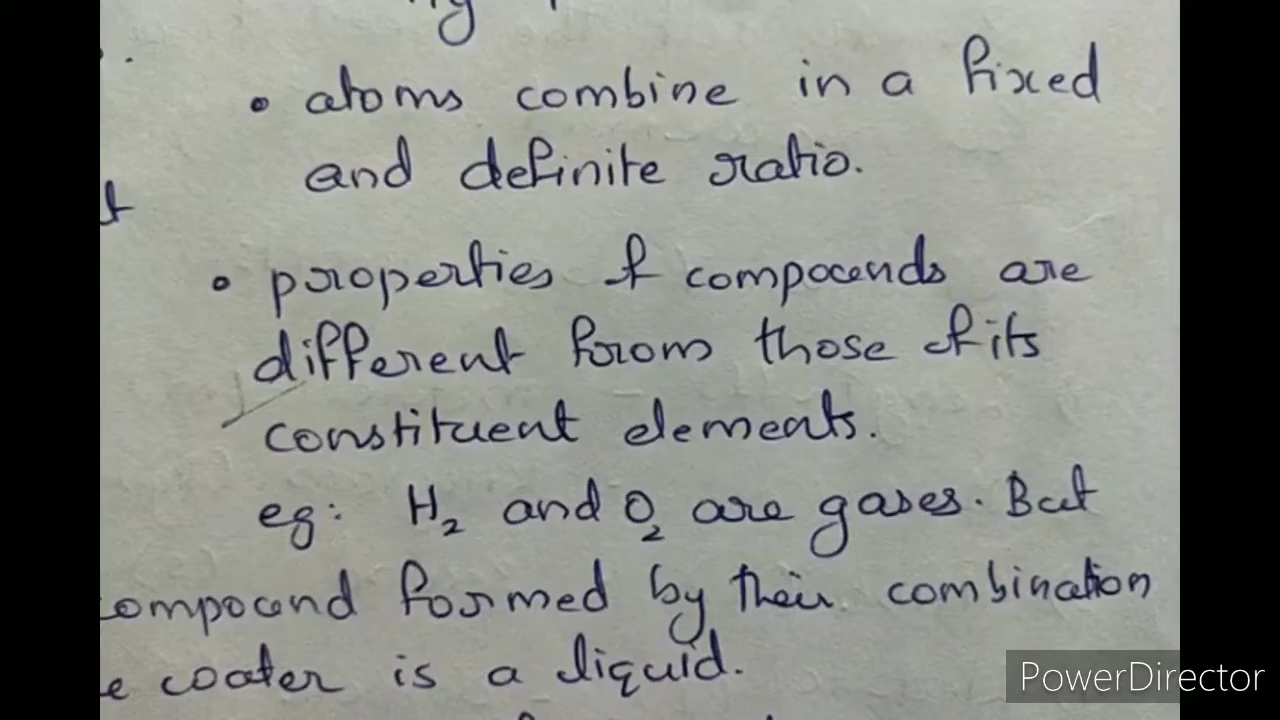 • atoms combine in a fixed
and definite ratio.
• properties of compounds are
different from those of its
constituent elements.
eg: H₂ and O₂ are gases. But
compound formed by their combination
e water is a liquid.
PowerDirector